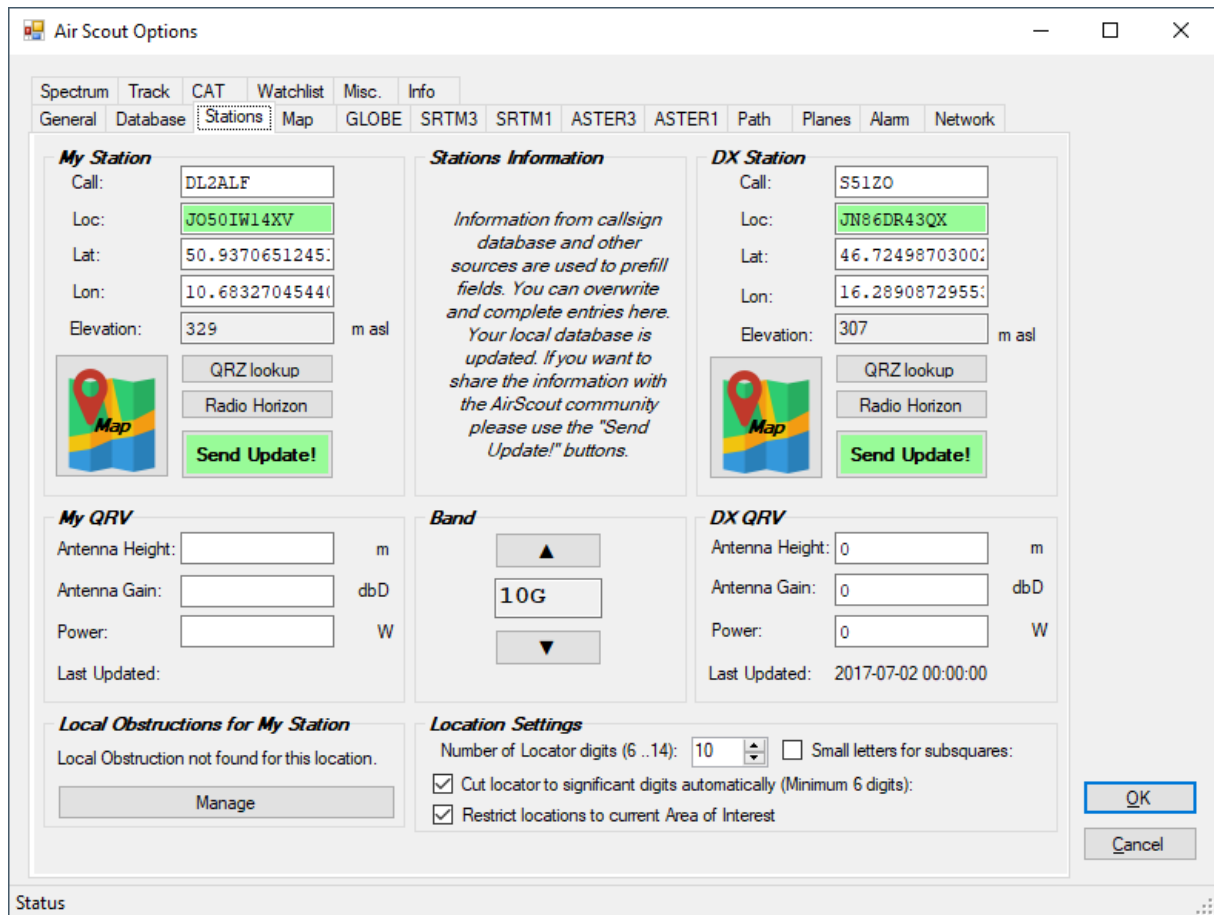 Air Scout Options
Spectrum Track CAT Watchlist Misc. Info
General Database Stations Map GLOBE SRTM3 SRTM1 ASTER3 ASTER1 Path Planes Alarm Network
My Station
Call: DL2ALF
Loc: JO50IW14XV
Lat: 50.9370651245
Lon: 10.6832704544
Elevation: 329 m asl
QRZ lookup
Radio Horizon
Map
Send Update!
Stations Information
Information from callsign
database and other
sources are used to prefill
fields. You can overwrite
and complete entries here.
Your local database is
updated. If you want to
share the information with
the AirScout community
please use the "Send
Update!" buttons.
DX Station
Call: S51ZO
Loc: JN86DR43QX
Lat: 46.7249870300
Lon: 16.2890872955
Elevation: 307 m asl
QRZ lookup
Radio Horizon
Map
Send Update!
My QRV
Antenna Height: m
Antenna Gain: dbD
Power: W
Last Updated:
Band
▲
10G
▼
DX QRV
Antenna Height: 0 m
Antenna Gain: 0 dbD
Power: 0 W
Last Updated: 2017-07-02 00:00:00
Local Obstructions for My Station
Local Obstruction not found for this location.
Manage
Location Settings
Number of Locator digits (6 ..14): 10 Small letters for subsquares:
Cut locator to significant digits automatically (Minimum 6 digits):
Restrict locations to current Area of Interest
OK
Cancel
Status